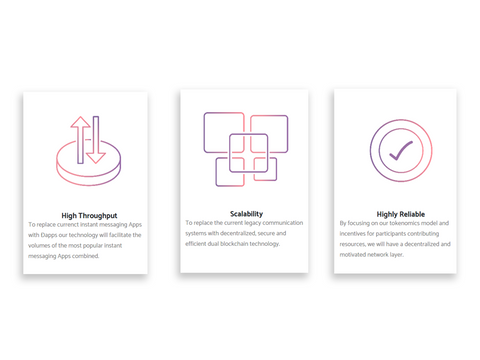 High Throughput
To replace currenct instant messaging Apps
with Dapps our technology will facilitate the
volumes of the most popular Instant
messaging Apps combined.
Scalability
To replace the current legacy communication
systems with decentralized, secure and
efficient dual blockchain technology.
Highly Reliable
By focusing on our tokenomics model and
incentives for participants contributing
resources, we will have a decentralized and
motivated network layer.